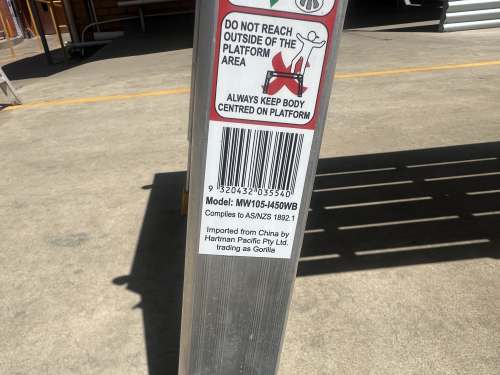 DO NOT REACH
OUTSIDE OF THE
PLATFORM
AREA
ALWAYS KEEP BODY
CENTRED ON PLATFORM
9 320432 035540
Model: MW105-I450WB
Complies to AS/NZS 1892.1
Imported from China by
Hartman Pacific Pty Ltd.
trading as Gorilla